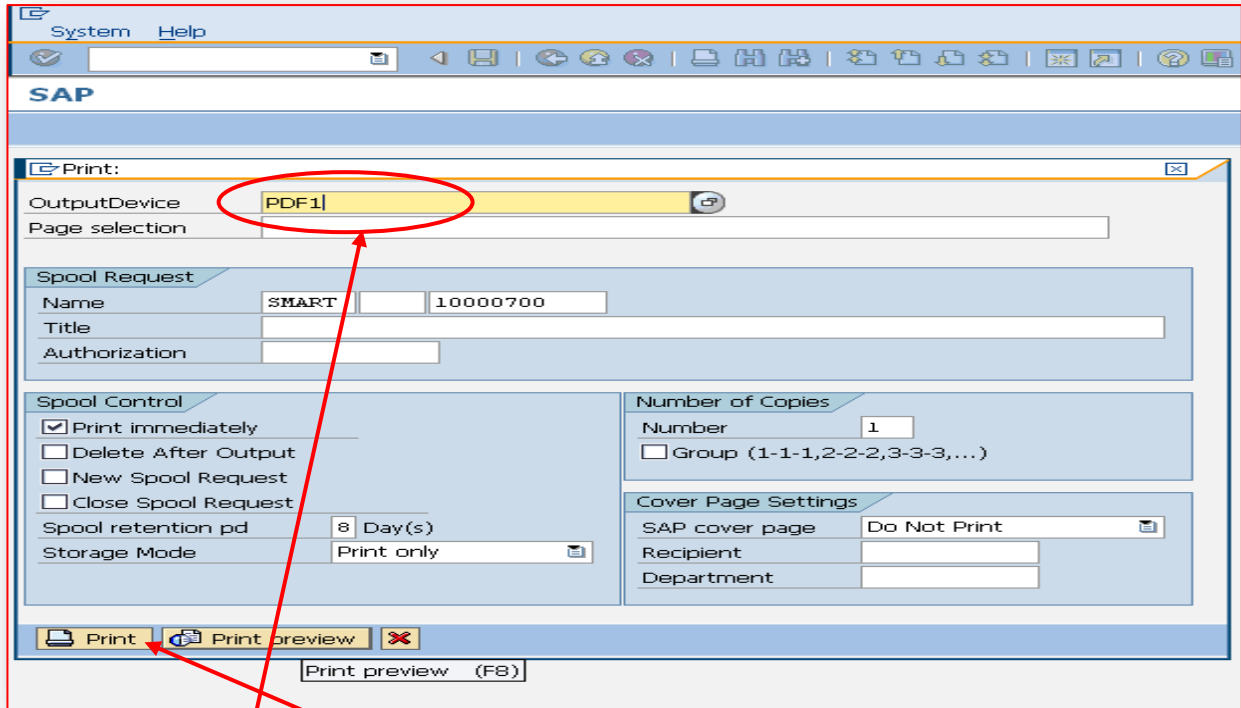 System Help
SAP
Print:
OutputDevice PDF1
Page selection
Spool Request
Name SMART 10000700
Title
Authorization
Spool Control
Print immediately
Delete After Output
New Spool Request
Close Spool Request
Spool retention pd 8 Day(s)
Storage Mode Print only
Number of Copies
Number 1
Group (1-1-1,2-2-2,3-3-3,...)
Cover Page Settings
SAP cover page Do Not Print
Recipient
Department
Print Print preview
Print preview (F8)